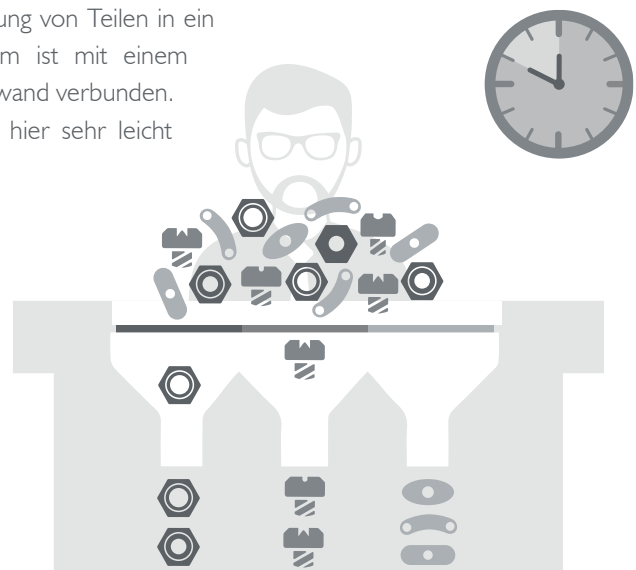 ung von Teilen in ein
m ist mit einem
wand verbunden.
hier sehr leicht